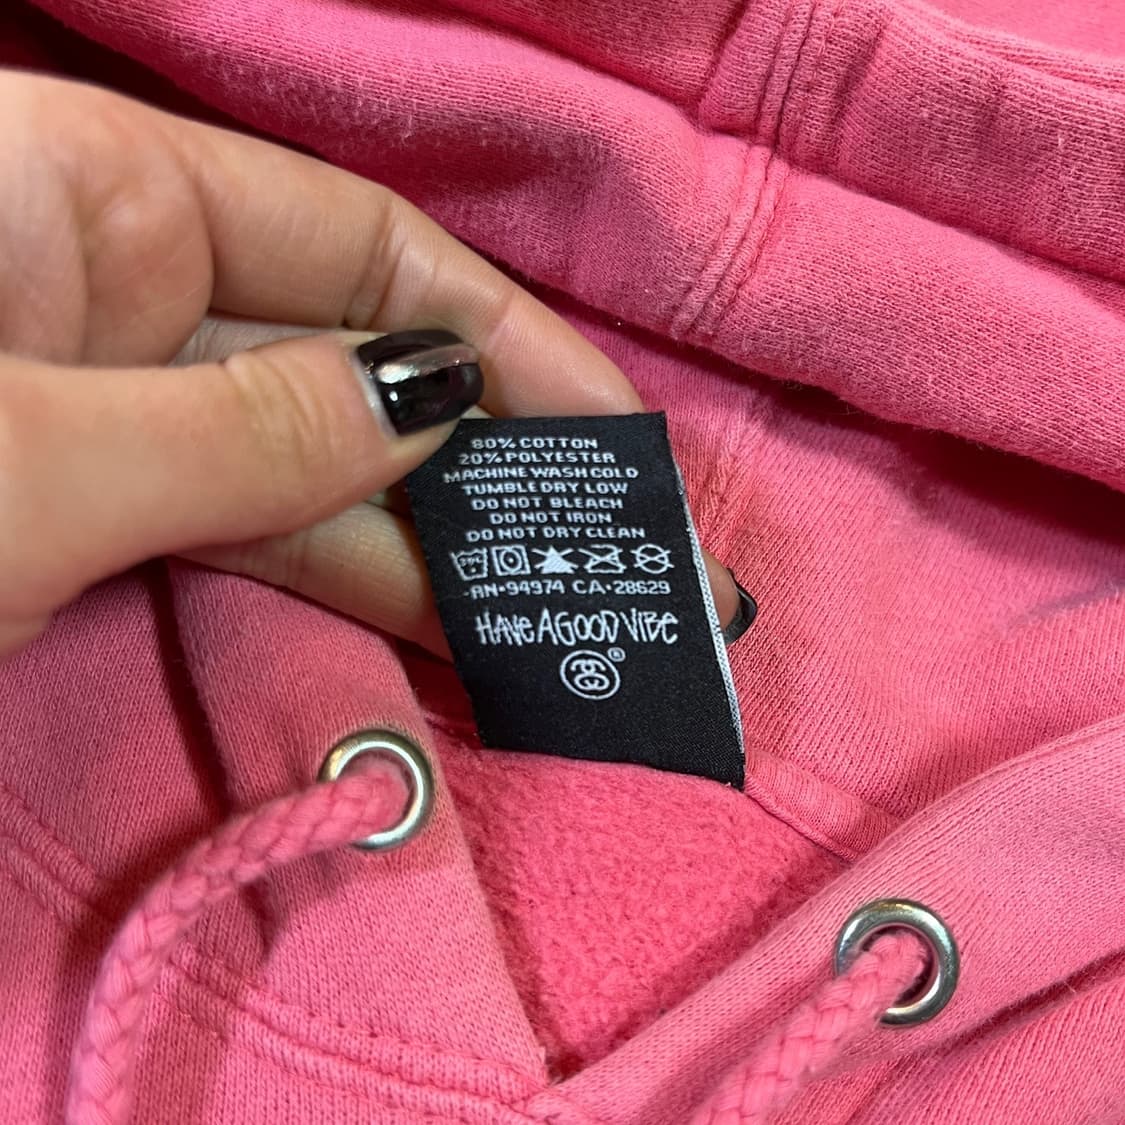 80% COTTON
20% POLYESTER
MACHINE WASH COLD
TUMBLE DRY LOW
DO NOT BLEACH
DO NOT IRON
DO NOT DRY CLEAN
RN•94974 CA•28629
HAVE A GOOD VIBE
®